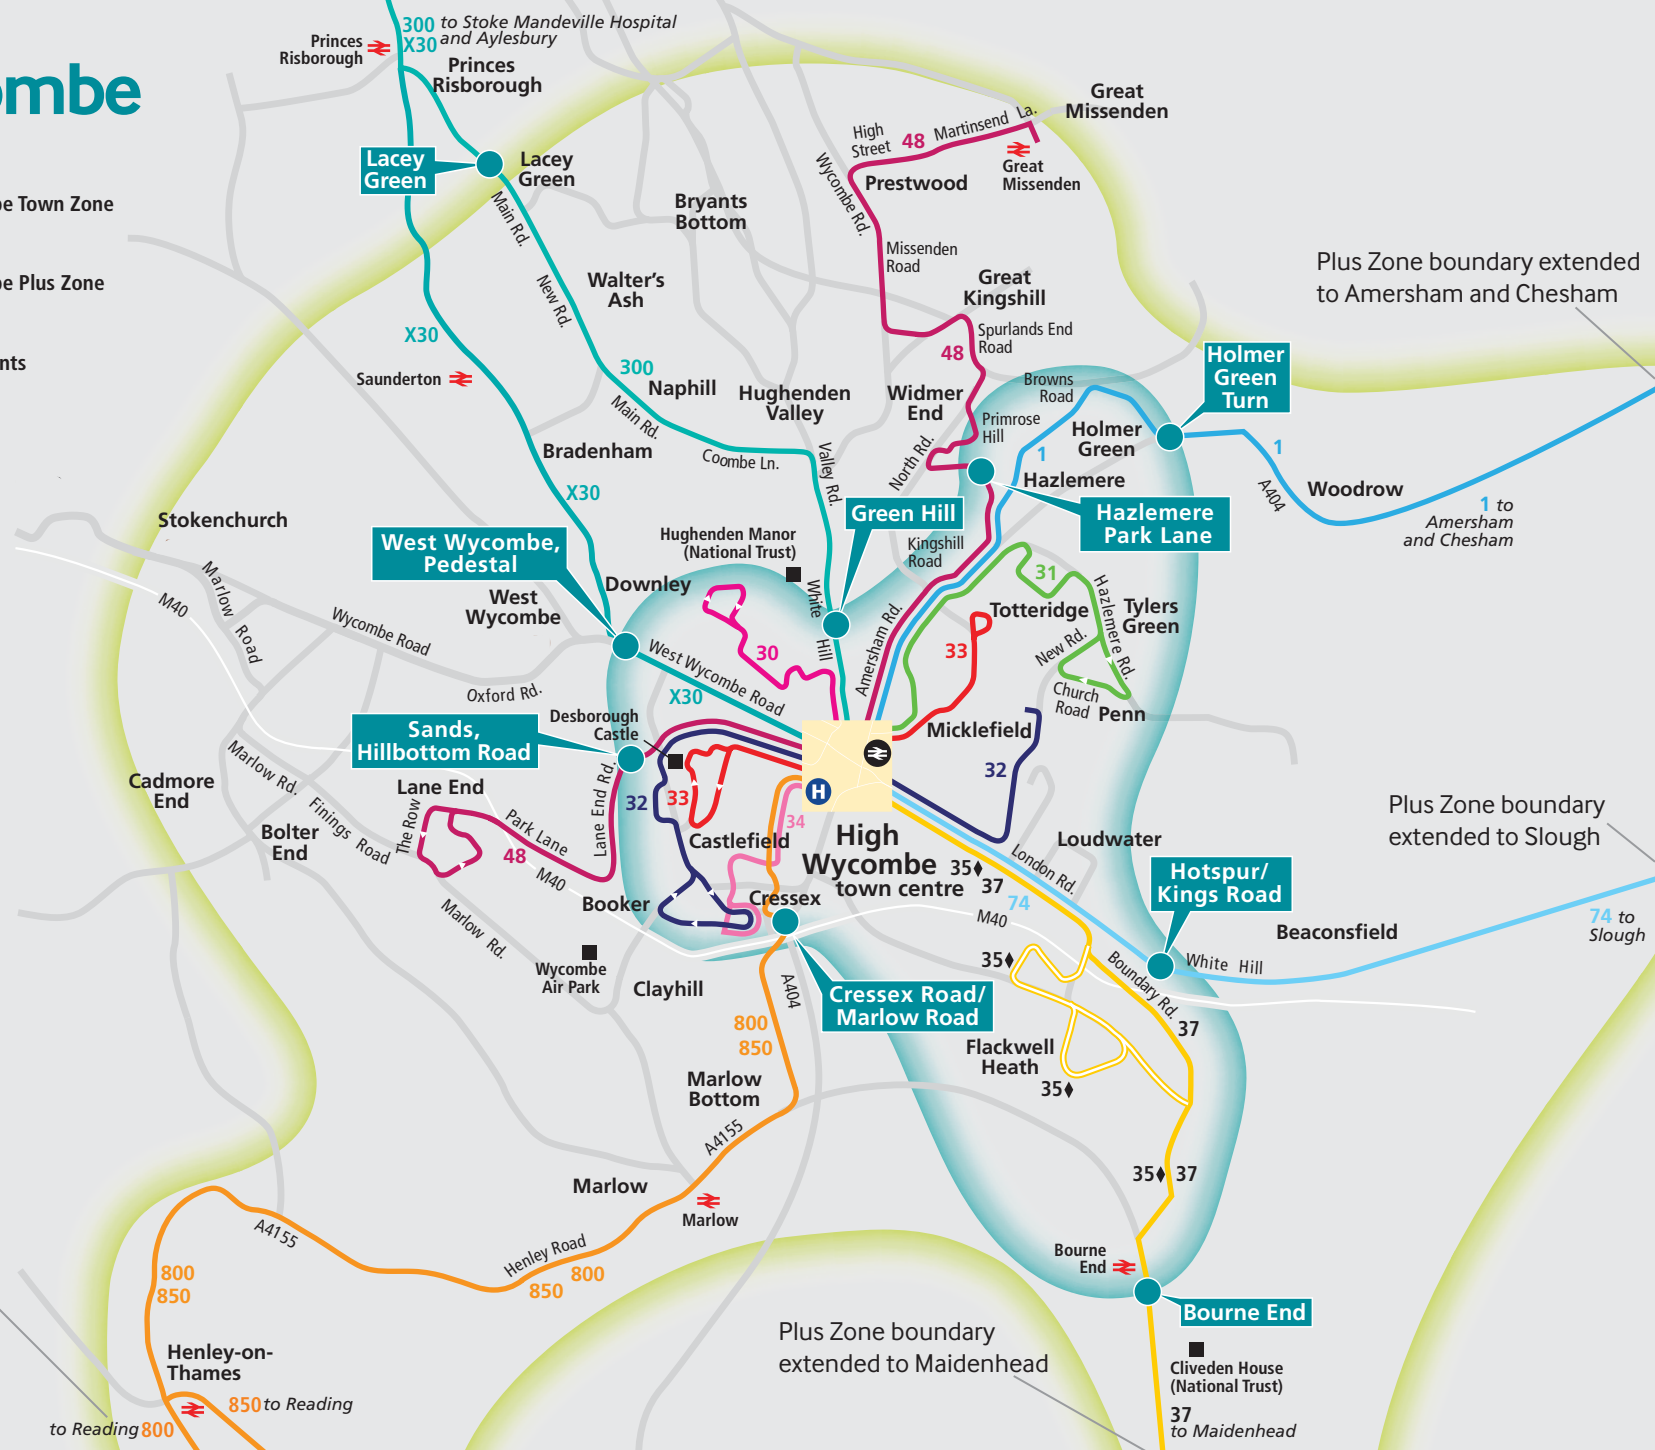 300 to Stoke Mandeville Hospital
X30 and Aylesbury
Princes
Risborough
Princes
Risborough
ombe
Great
Missenden
High
Street
48
Martinsend La.
Great
Missenden
Prestwood
Wycombe Rd.
Lacey
Green
Lacey
Green
Main Rd.
be Town Zone
Bryants
Bottom
Missenden
Road
be Plus Zone
Walter's
Ash
New Rd.
Great
Kingshill
Plus Zone boundary extended
to Amersham and Chesham
X30
nts
Saunderton
300
Naphill
Main Rd.
Hughenden
Valley
48
Spurlands End
Road
Widmer
End
Browns
Road
Primrose
Hill
Holmer
Green
Turn
Holmer
Green
1
1
Bradenham
Coombe Ln.
Valley Rd.
North Rd.
Hazlemere
Woodrow
A404
1 to
Amersham
and Chesham
X30
Stokenchurch
Green Hill
Hazlemere
Park Lane
West Wycombe,
Pedestal
Hughenden Manor
(National Trust)
Kingshill
Road
Downley
West
Wycombe
31
Hazlemere Rd.
Totteridge
Tylers
Green
M40
Marlow Road
Wycombe Road
White Hill
30
Amersham Rd.
33
New Rd.
Church
Road
Penn
West Wycombe Road
X30
Oxford Rd.
Desborough
Castle
Micklefield
Sands,
Hillbottom Road
32
Marlow Rd.
Finings Road
Cadmore
End
Lane End
The Row
Park Lane
Lane End Rd.
32
33
H
34
Castlefield
High
Wycombe
town centre
Loudwater
London Rd.
Plus Zone boundary
extended to Slough
Bolter
End
48
M40
35♦
37
74
Hotspur/
Kings Road
Booker
Cressex
M40
74 to
Slough
Beaconsfield
Marlow Rd.
35♦
White Hill
Wycombe
Air Park
Clayhill
A404
Boundary Rd.
Cressex Road/
Marlow Road
800
850
37
Flackwell
Heath
35♦
Marlow
Bottom
A4155
35♦ 37
Marlow
Marlow
A4155
Henley Road
800
850
Bourne
End
800
850
Bourne End
Plus Zone boundary
extended to Maidenhead
Henley-on-
Thames
Cliveden House
(National Trust)
850 to Reading
37
to Maidenhead
to Reading 800